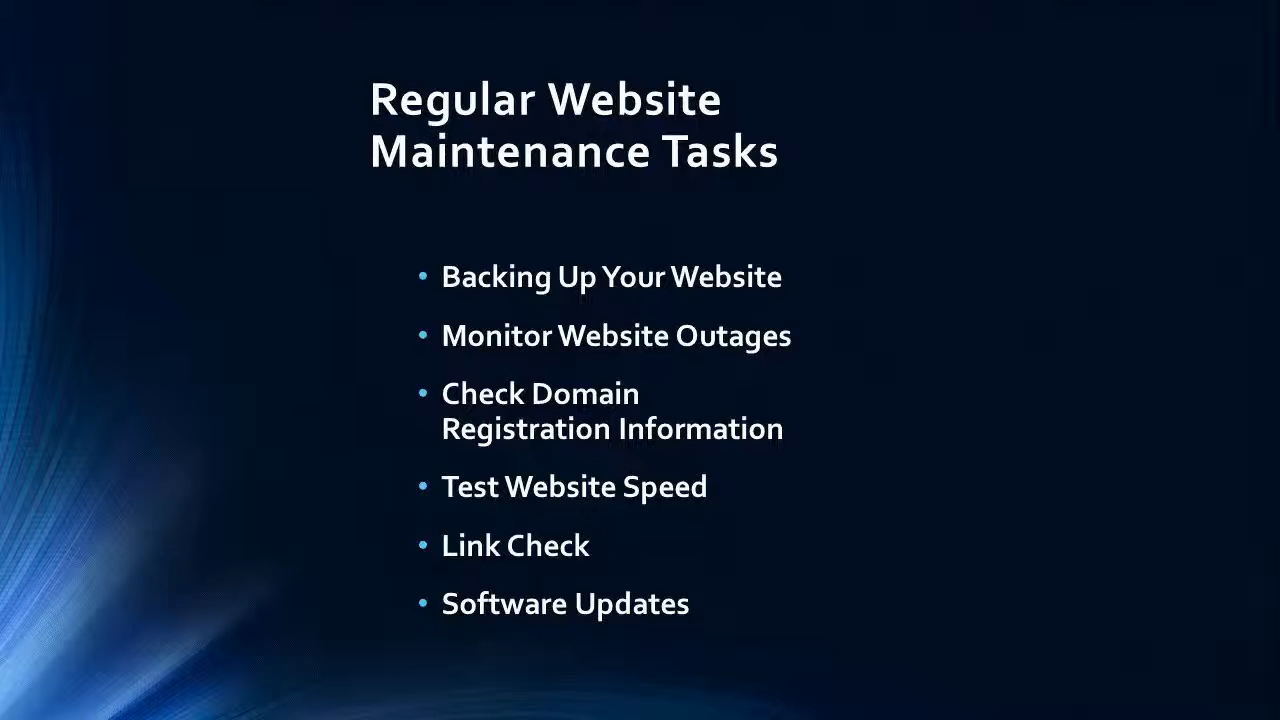 Regular Website
Maintenance Tasks
• Backing Up Your Website
• Monitor Website Outages
• Check Domain
Registration Information
• Test Website Speed
• Link Check
• Software Updates